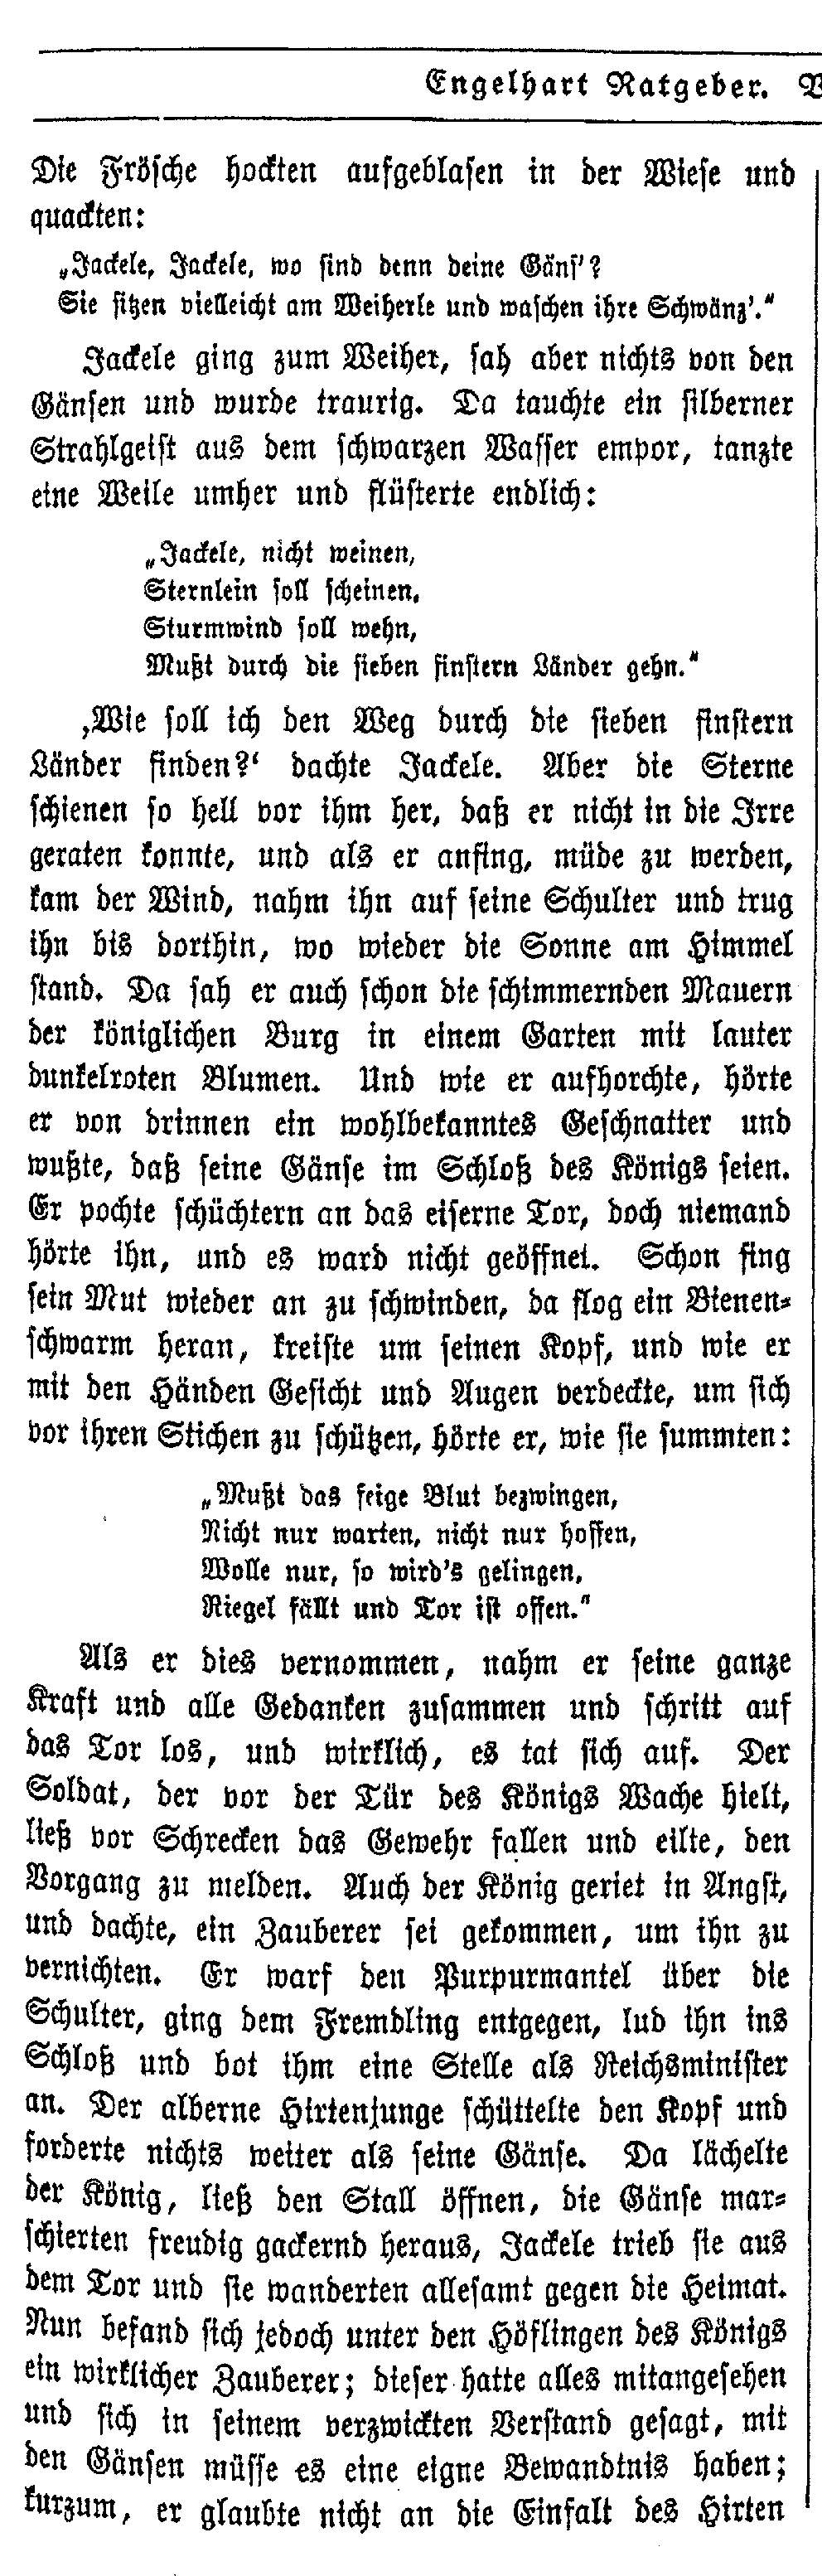 Engelhart Ratgeber.
Die Frösche hockten aufgeblasen in der Wiese und
quackten:
„Jackele, Jackele, wo sind denn deine Gäns'?
Sie sitzen vielleicht am Weiherle und waschen ihre Schwänz'.“
Jackele ging zum Weiher, sah aber nichts von den
Gänsen und wurde traurig. Da tauchte ein silberner
Strahlgeist aus dem schwarzen Wasser empor, tanzte
eine Weile umher und flüsterte endlich:
„Jackele, nicht weinen,
Sternlein soll scheinen,
Sturmwind soll wehn,
Mußt durch die sieben finstern Länder gehn.“
‚Wie soll ich den Weg durch die sieben finstern
Länder finden?‘ dachte Jackele. Aber die Sterne
schienen so hell vor ihm her, daß er nicht in die Irre
geraten konnte, und als er anfing, müde zu werden,
kam der Wind, nahm ihn auf seine Schulter und trug
ihn bis dorthin, wo wieder die Sonne am Himmel
stand. Da sah er auch schon die schimmernden Mauern
der königlichen Burg in einem Garten mit lauter
dunkelroten Blumen. Und wie er aufhorchte, hörte
er von drinnen ein wohlbekanntes Geschnatter und
wußte, daß seine Gänse im Schloß des Königs seien.
Er pochte schüchtern an das eiserne Tor, doch niemand
hörte ihn, und es ward nicht geöffnet. Schon fing
sein Mut wieder an zu schwinden, da flog ein Bienen-
schwarm heran, kreiste um seinen Kopf, und wie er
mit den Händen Gesicht und Augen verdeckte, um sich
vor ihren Stichen zu schützen, hörte er, wie sie summten:
„Mußt das feige Blut bezwingen,
Nicht nur warten, nicht nur hoffen,
Wolle nur, so wird's gelingen,
Riegel fällt und Tor ist offen.“
Als er dies vernommen, nahm er seine ganze
Kraft und alle Gedanken zusammen und schritt auf
das Tor los, und wirklich, es tat sich auf. Der
Soldat, der vor der Tür des Königs Wache hielt,
ließ vor Schrecken das Gewehr fallen und eilte, den
Vorgang zu melden. Auch der König geriet in Angst,
und dachte, ein Zauberer sei gekommen, um ihn zu
vernichten. Er warf den Purpurmantel über die
Schulter, ging dem Fremdling entgegen, lud ihn ins
Schloß und bot ihm eine Stelle als Reichsminister
an. Der alberne Hirtenjunge schüttelte den Kopf und
forderte nichts weiter als seine Gänse. Da lächelte
der König, ließ den Stall öffnen, die Gänse mar-
schierten freudig gackernd heraus, Jackele trieb sie aus
dem Tor und sie wanderten allesamt gegen die Heimat.
Nun befand sich jedoch unter den Höflingen des Königs
ein wirklicher Zauberer; dieser hatte alles mitangesehen
und sich in seinem verzwickten Verstand gesagt, mit
den Gänsen müsse es eine eigne Bewandtnis haben;
kurzum, er glaubte nicht an die Einfalt des Hirten